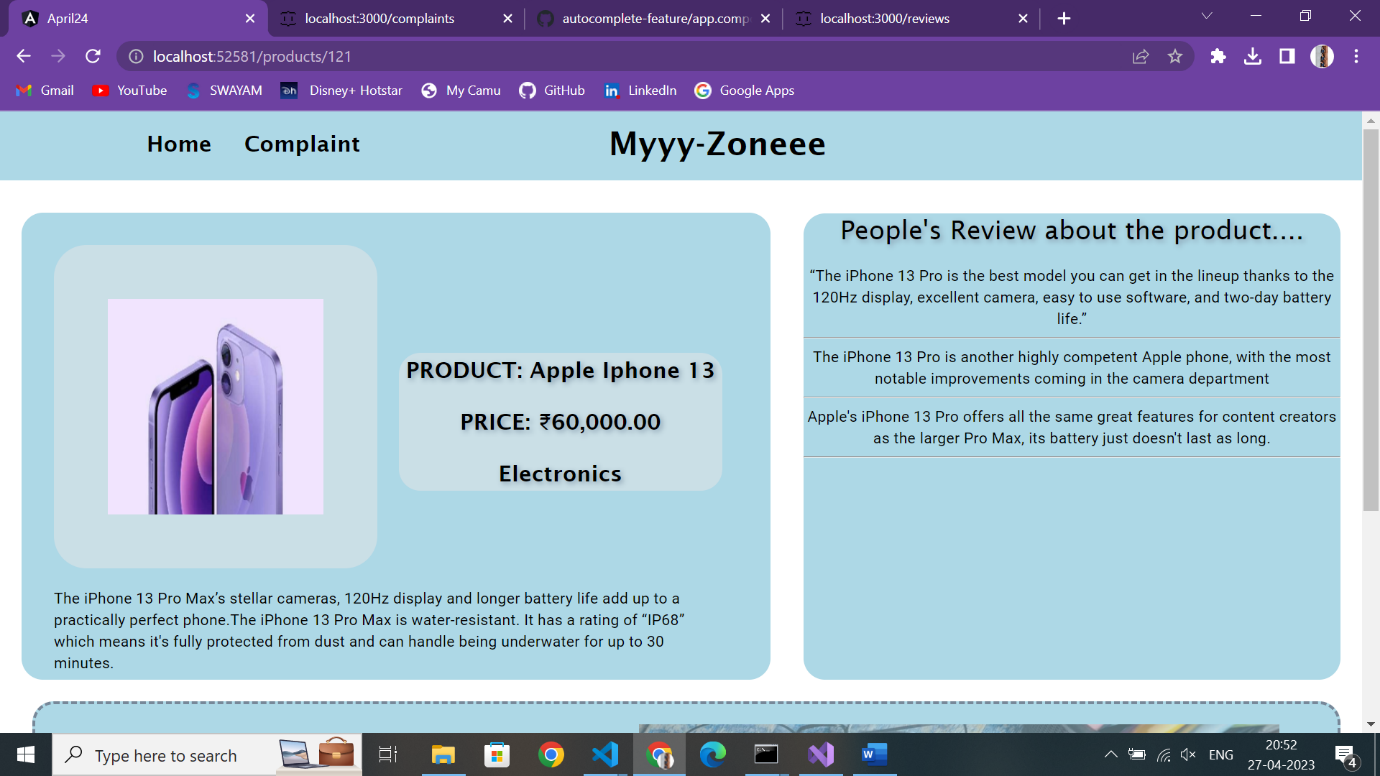 April24
localhost:3000/complaints
autocomplete-feature/app.comp
localhost:3000/reviews
localhost:52581/products/121
Gmail
YouTube
SWAYAM
Disney+ Hotstar
My Camu
GitHub
LinkedIn
Google Apps
Home
Complaint
Myyy-Zoneee
PRODUCT: Apple Iphone 13
PRICE: ₹60,000.00
Electronics
The iPhone 13 Pro Max’s stellar cameras, 120Hz display and longer battery life add up to a
practically perfect phone.The iPhone 13 Pro Max is water-resistant. It has a rating of “IP68”
which means it's fully protected from dust and can handle being underwater for up to 30
minutes.
People's Review about the product....
“The iPhone 13 Pro is the best model you can get in the lineup thanks to the
120Hz display, excellent camera, easy to use software, and two-day battery
life.”
The iPhone 13 Pro is another highly competent Apple phone, with the most
notable improvements coming in the camera department
Apple's iPhone 13 Pro offers all the same great features for content creators
as the larger Pro Max, its battery just doesn't last as long.
Type here to search
ENG
20:52
27-04-2023
4